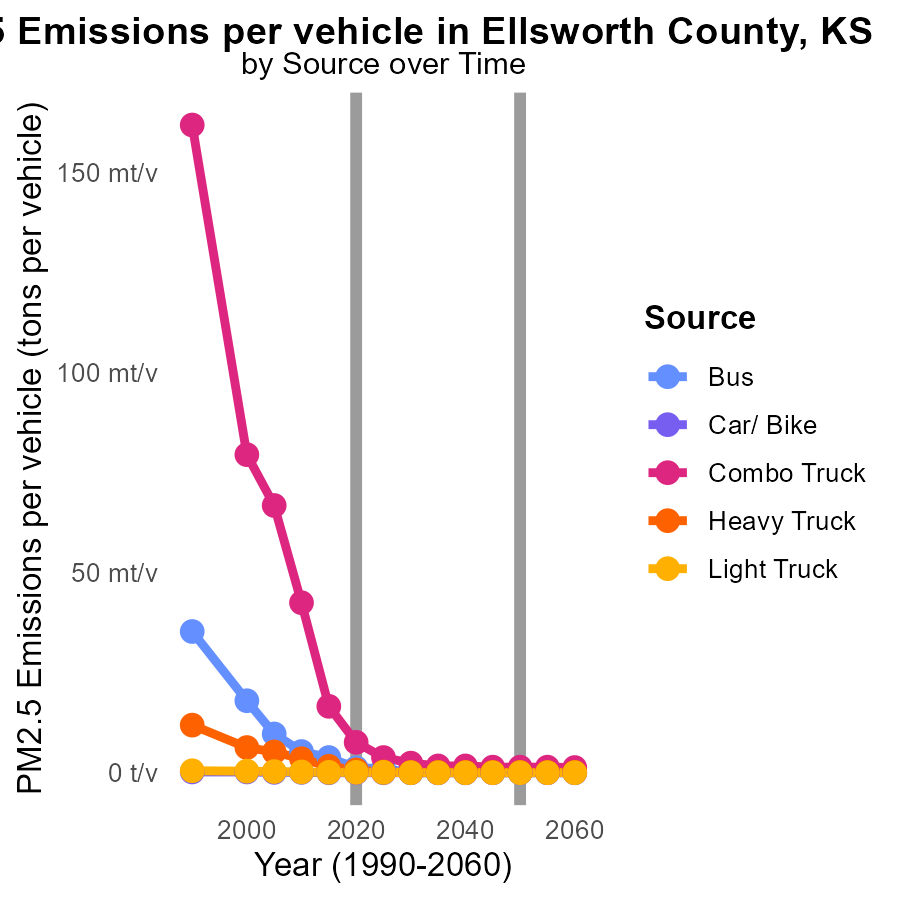 5 Emissions per vehicle in Ellsworth County, KS
by Source over Time
PM2.5 Emissions per vehicle (tons per vehicle)
150 mt/v
100 mt/v
50 mt/v
0 t/v
2000 2020 2040 2060
Year (1990-2060)
Source
Bus
Car/ Bike
Combo Truck
Heavy Truck
Light Truck